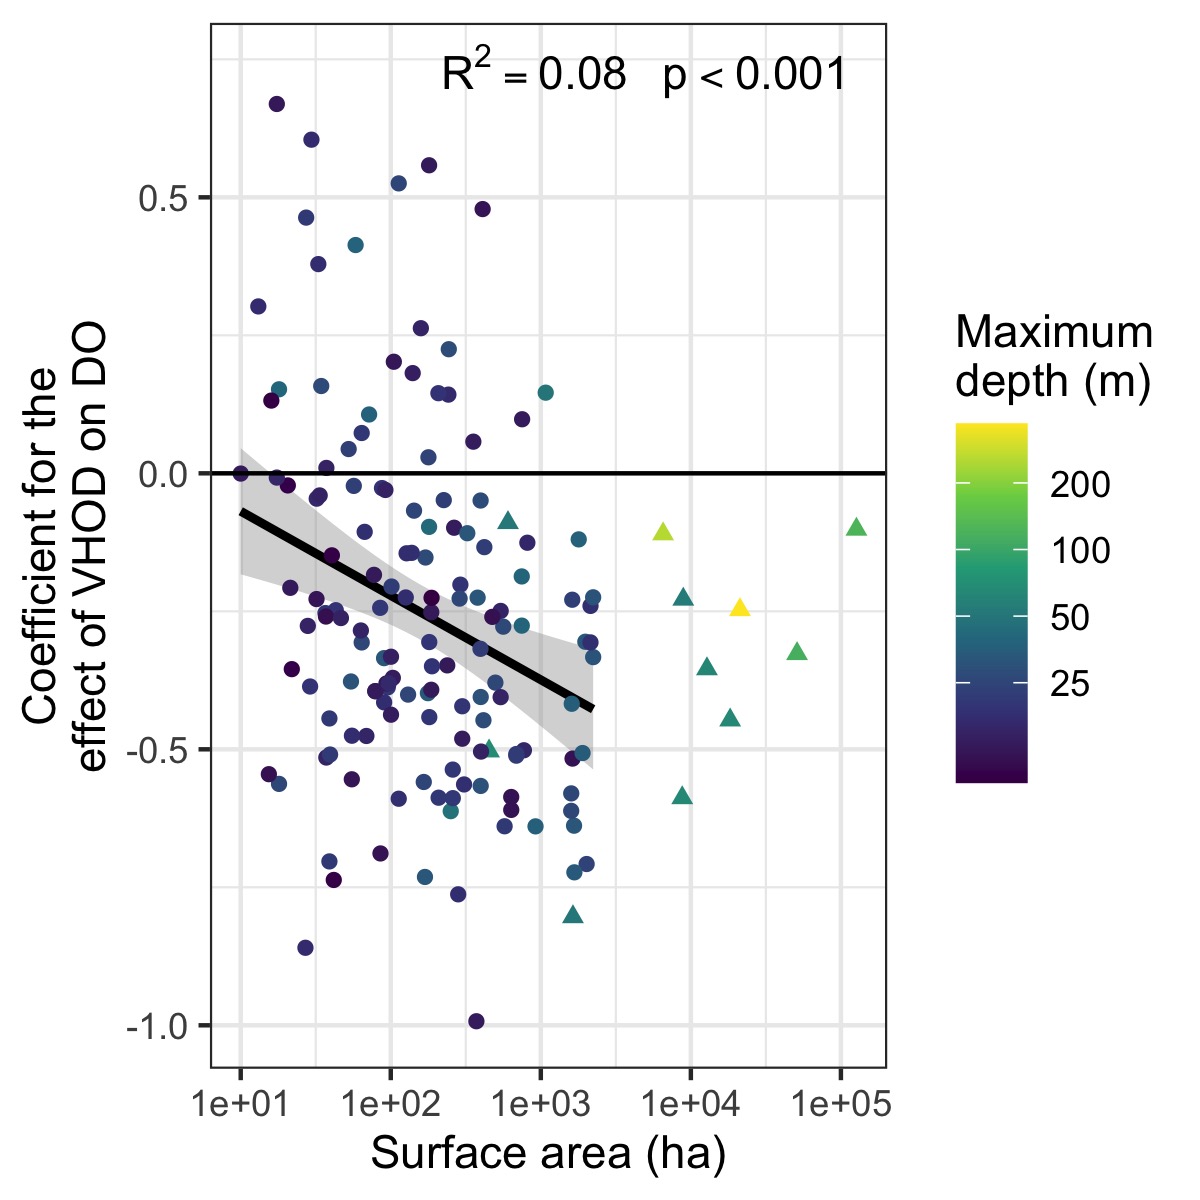 R² = 0.08 p < 0.001
Coefficient for the
effect of VHOD on DO
0.5
0.0
-0.5
-1.0
1e+01 1e+02 1e+03 1e+04 1e+05
Surface area (ha)
Maximum
depth (m)
200
100
50
25